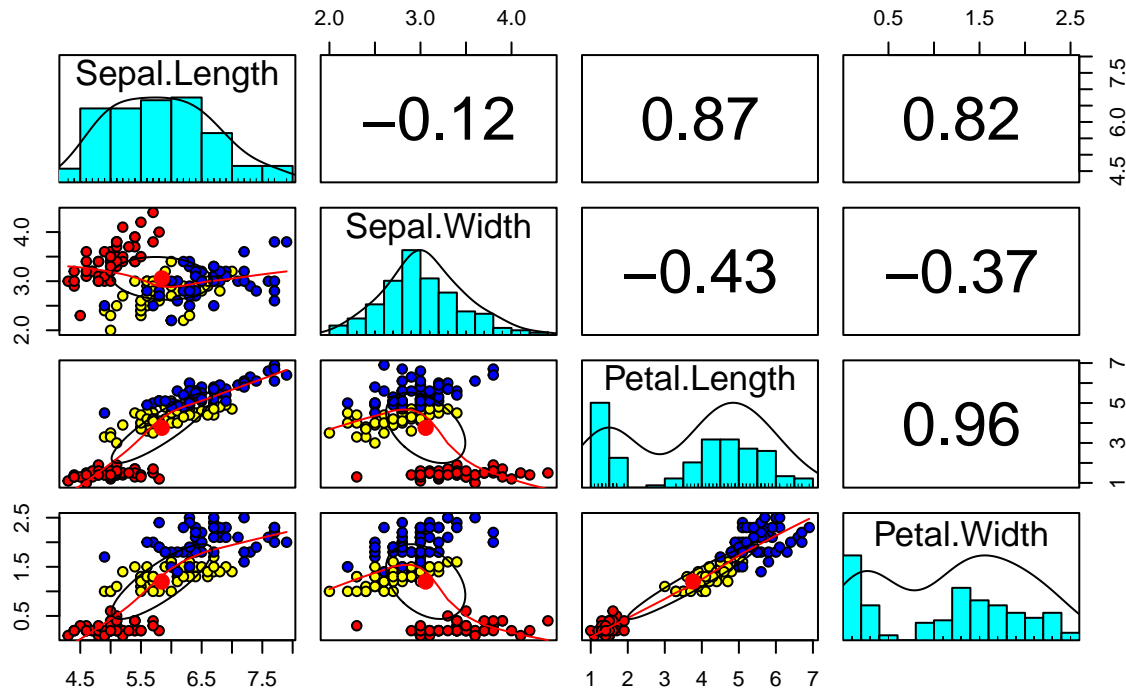 2.0 3.0 4.0 0.5 1.5 2.5
Sepal.Length −0.12 0.87 0.82 4.5 6.0 7.5
2.0 3.0 4.0 Sepal.Width −0.43 −0.37
Petal.Length 0.96 1 3 5 7
0.5 1.5 2.5 Petal.Width
4.5 5.5 6.5 7.5 1 2 3 4 5 6 7